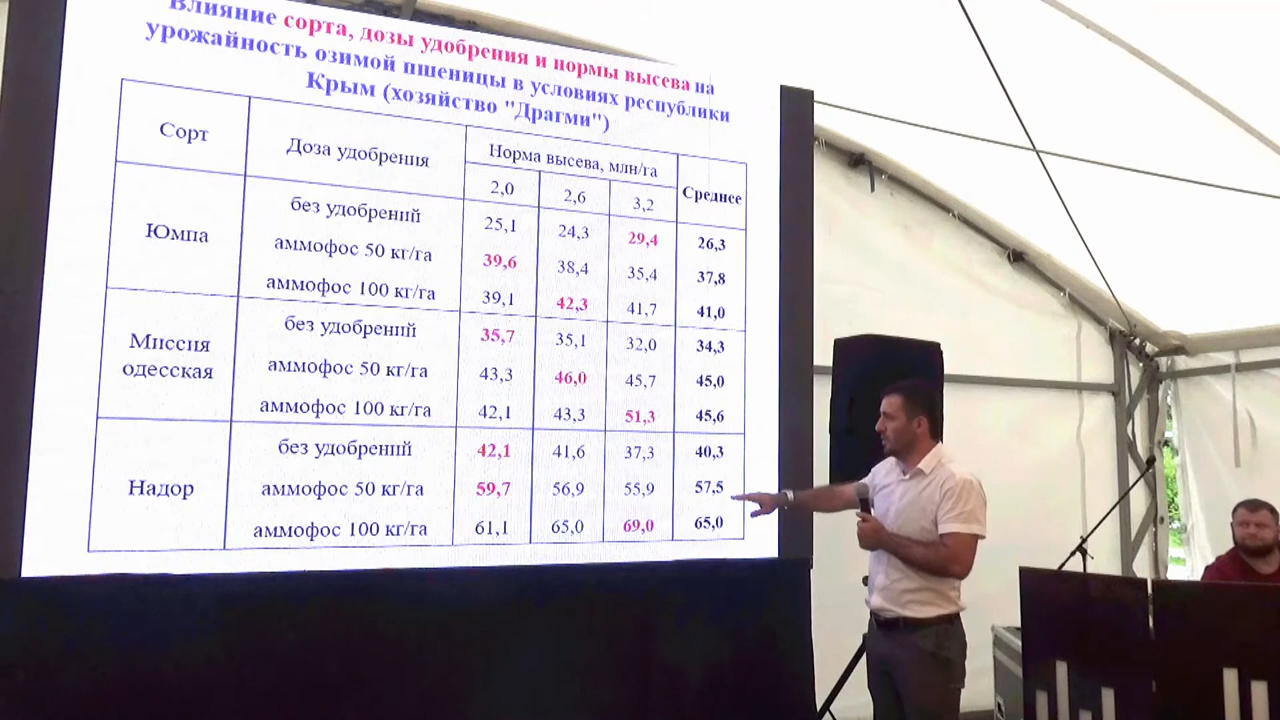 Влияние сорта, дозы удобрения и нормы высева на
урожайность озимой пшеницы в условиях республики
Крым (хозяйство "Драгми")
Сорт Доза удобрения Норма высева, млн/га Среднее
2,0 2,6 3,2
Юмпа
без удобрений 25,1 24,3 29,4 26,3
аммофос 50 кг/га 39,6 38,4 35,4 37,8
аммофос 100 кг/га 39,1 42,3 41,7 41,0
Миссия
одесская
без удобрений 35,7 35,1 32,0 34,3
аммофос 50 кг/га 43,3 46,0 45,7 45,0
аммофос 100 кг/га 42,1 43,3 51,3 45,6
Надор
без удобрений 42,1 41,6 37,3 40,3
аммофос 50 кг/га 59,7 56,9 55,9 57,5
аммофос 100 кг/га 61,1 65,0 69,0 65,0